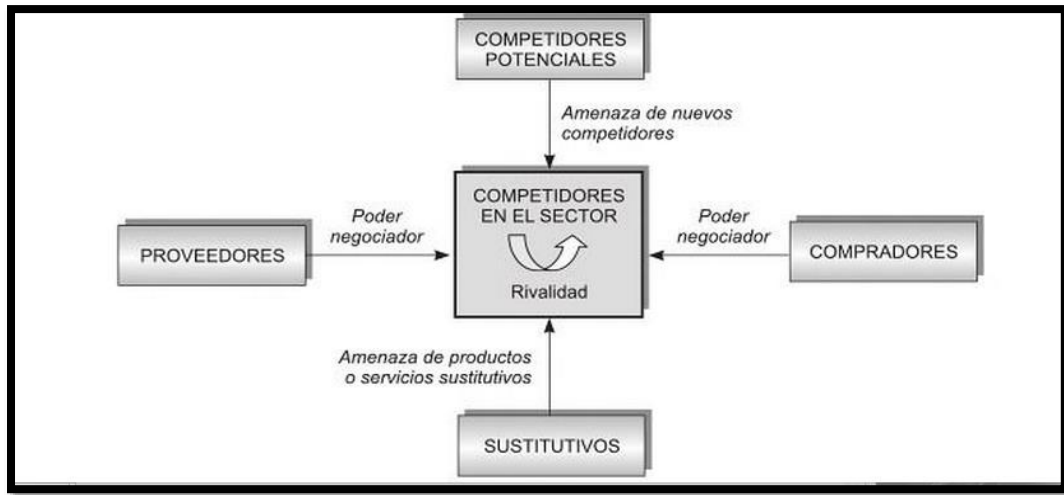 COMPETIDORES
POTENCIALES
Amenaza de nuevos
competidores
COMPETIDORES
EN EL SECTOR
Rivalidad
Poder
negociador
PROVEEDORES
Poder
negociador
COMPRADORES
Amenaza de productos
o servicios sustitutivos
SUSTITUTIVOS